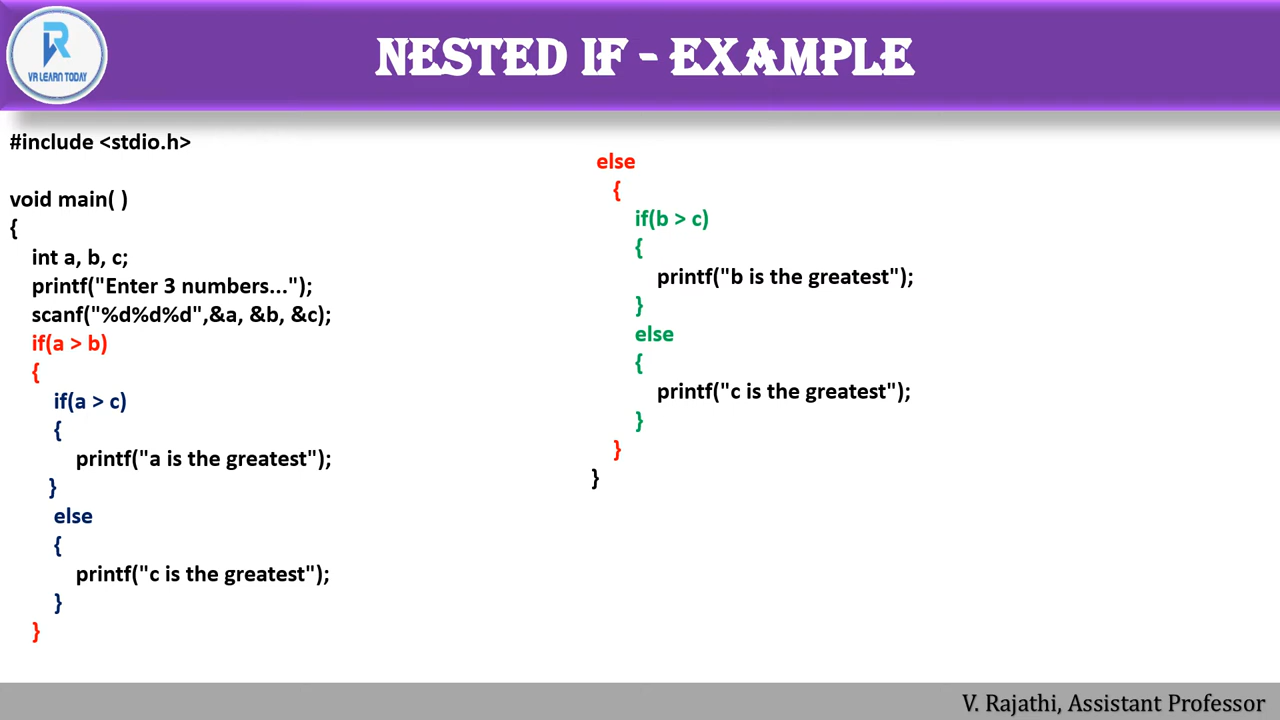 VR LEARN TODAY
NESTED IF - EXAMPLE
#include <stdio.h>
void main( )
{
int a, b, c;
printf("Enter 3 numbers...");
scanf("%d%d%d",&a, &b, &c);
if(a > b)
{
if(a > c)
{
printf("a is the greatest");
}
else
{
printf("c is the greatest");
}
}
else
{
if(b > c)
{
printf("b is the greatest");
}
else
{
printf("c is the greatest");
}
}
}
V. Rajathi, Assistant Professor